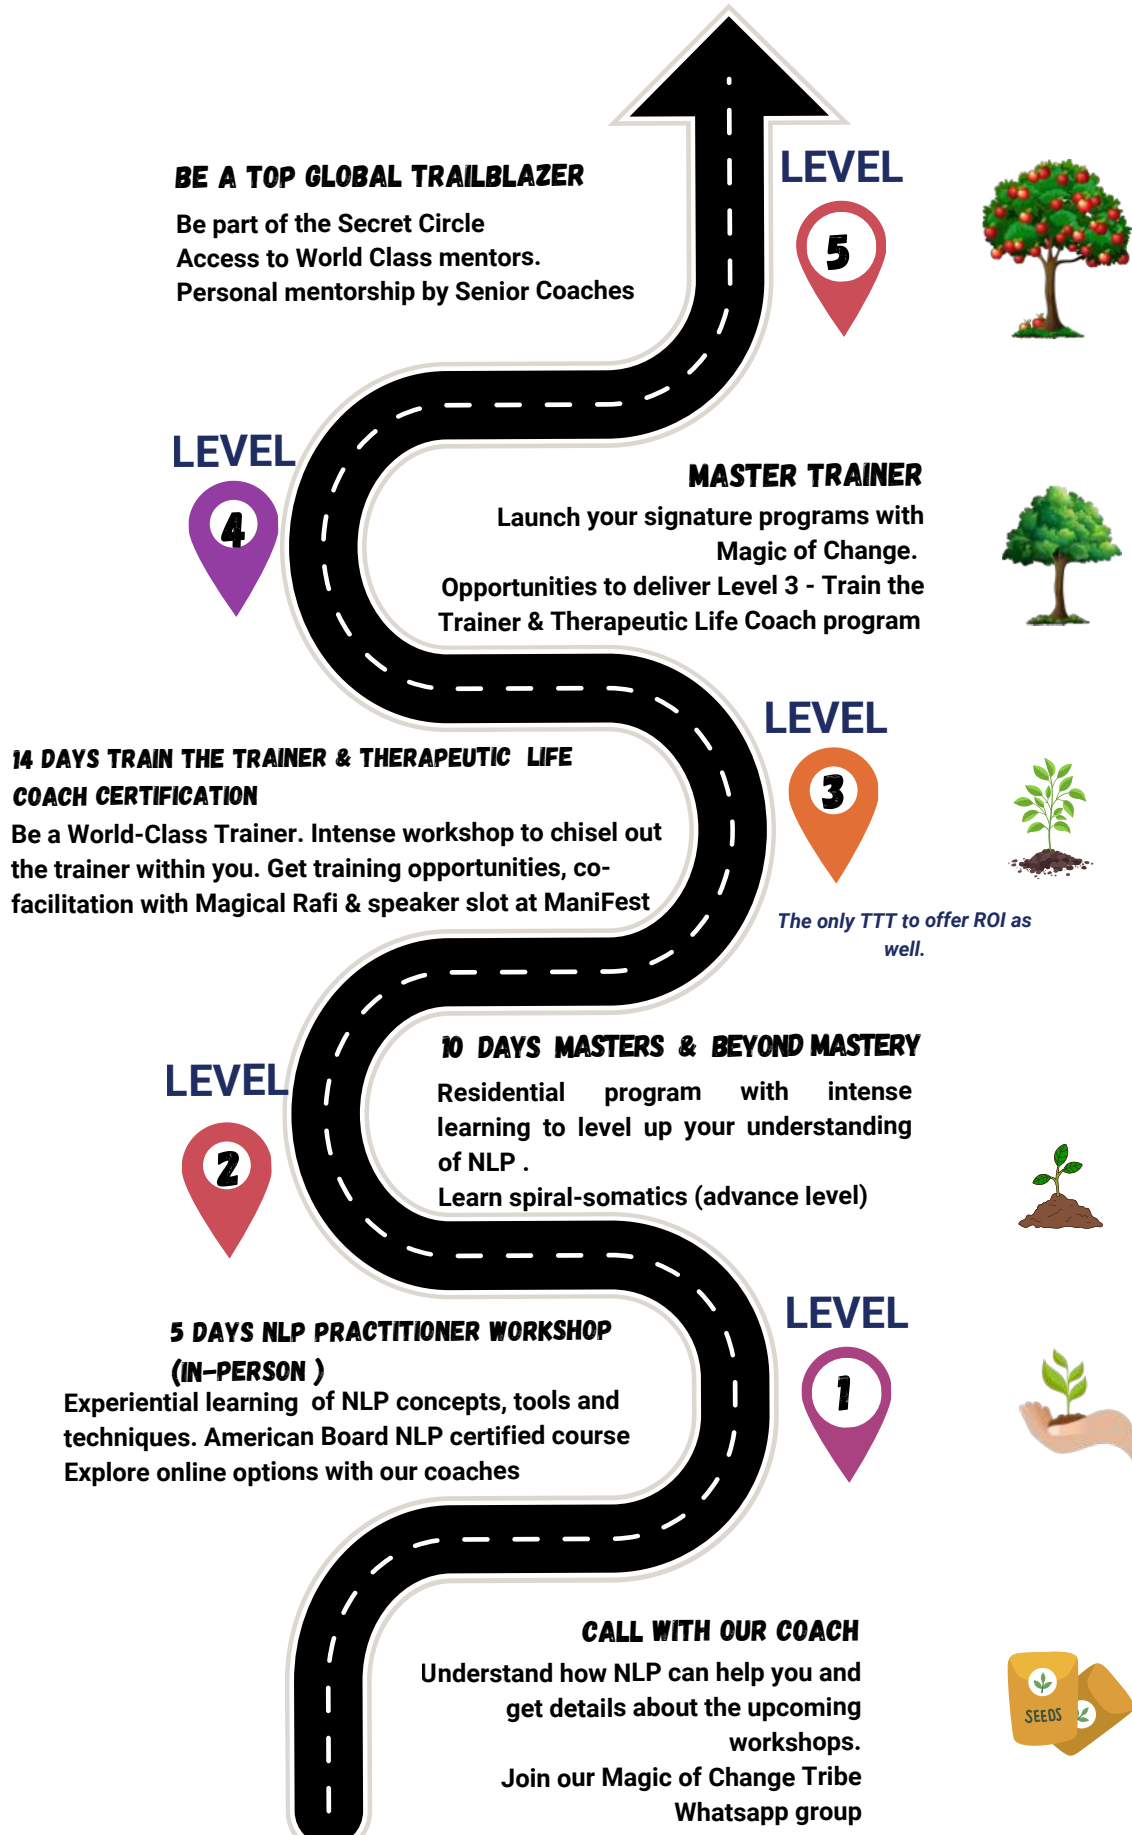 BE A TOP GLOBAL TRAILBLAZER
Be part of the Secret Circle
Access to World Class mentors.
Personal mentorship by Senior Coaches
LEVEL
5
LEVEL
4
MASTER TRAINER
Launch your signature programs with
Magic of Change.
Opportunities to deliver Level 3 - Train the
Trainer & Therapeutic Life Coach program
LEVEL
3
14 DAYS TRAIN THE TRAINER & THERAPEUTIC LIFE
COACH CERTIFICATION
Be a World-Class Trainer. Intense workshop to chisel out
the trainer within you. Get training opportunities, co-
facilitation with Magical Rafi & speaker slot at ManiFest
The only TTT to offer ROI as
well.
LEVEL
2
10 DAYS MASTERS & BEYOND MASTERY
Residential program with intense
learning to level up your understanding
of NLP .
Learn spiral-somatics (advance level)
LEVEL
1
5 DAYS NLP PRACTITIONER WORKSHOP
(IN-PERSON )
Experiential learning of NLP concepts, tools and
techniques. American Board NLP certified course
Explore online options with our coaches
CALL WITH OUR COACH
Understand how NLP can help you and
get details about the upcoming
workshops.
Join our Magic of Change Tribe
Whatsapp group
SEEDS